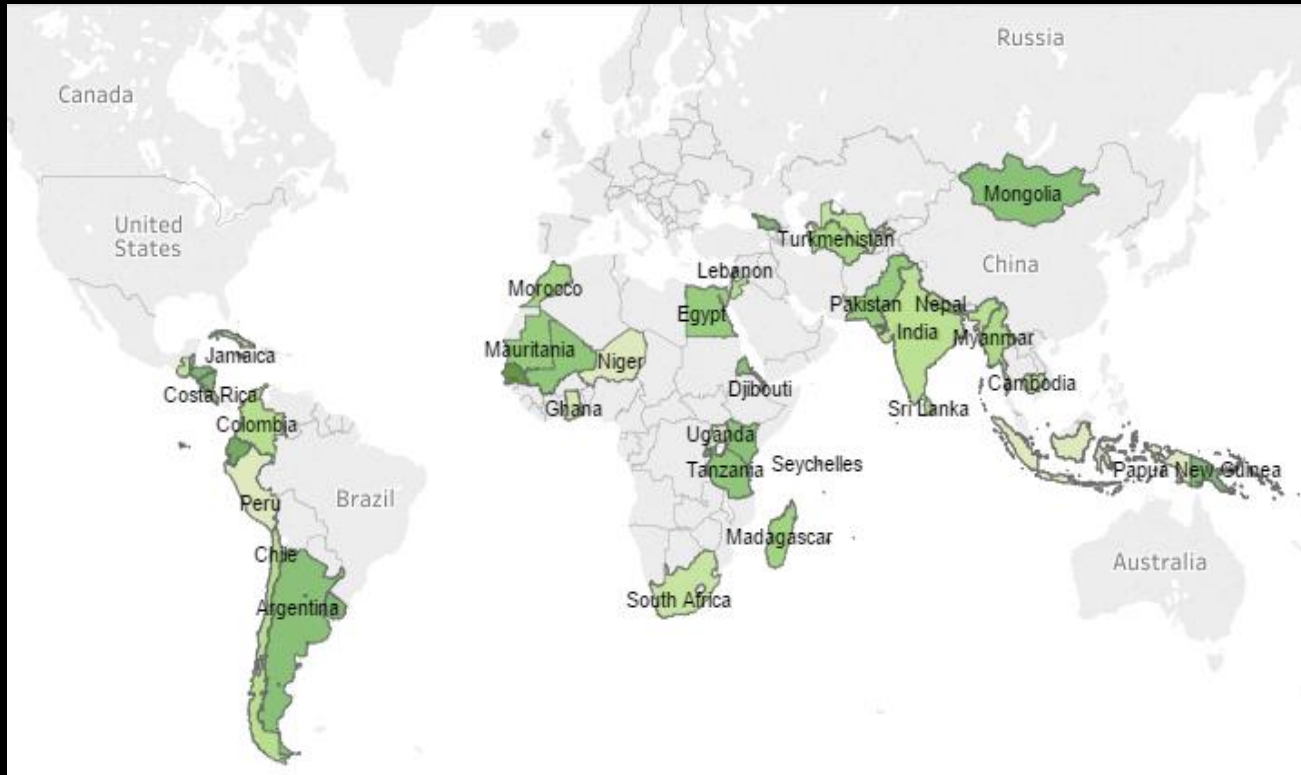 Russia
Canada
Mongolia
United
States
Turkmenistan
China
Lebanon
Morocco
Pakistan
Nepal
Egypt
India
Myanmar
Mauritania
Jamaica
Niger
Cambodia
Djibouti
Costa Rica
Ghana
Sri Lanka
Colombia
Uganda
Seychelles
Tanzania
Papua New Guinea
Brazil
Peru
Madagascar
Chile
Australia
South Africa
Argentina